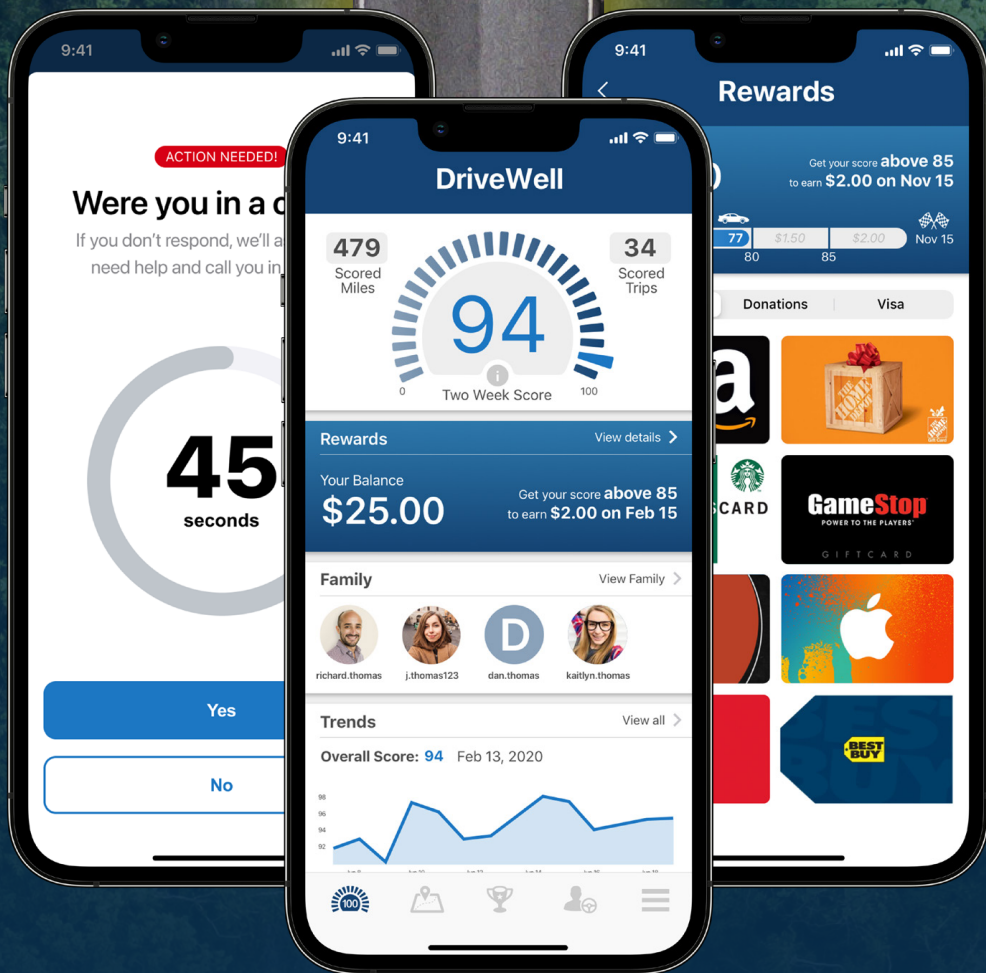 9:41
ACTION NEEDED!
Were you in a c
If you don't respond, we'll a
need help and call you in
45
seconds
Yes
No
9:41
DriveWell
479
Scored
Miles
34
Scored
Trips
94
0
Two Week Score
100
Rewards
View details
Your Balance
$25.00
Get your score above 85
to earn $2.00 on Feb 15
Family
View Family
D
richard.thomas
j.thomas123
dan.thomas
kaitlyn.thomas
Trends
View all
Overall Score: 94 Feb 13, 2020
98
96
94
92
100
9:41
Rewards
Get your score above 85
to earn $2.00 on Nov 15
77
$1.50
$2.00
Nov 15
80
85
Donations
Visa
a
THE HOME DEPOT
CARD
GameStop
POWER TO THE PLAYERS
GIFTCARD
BEST
BUY